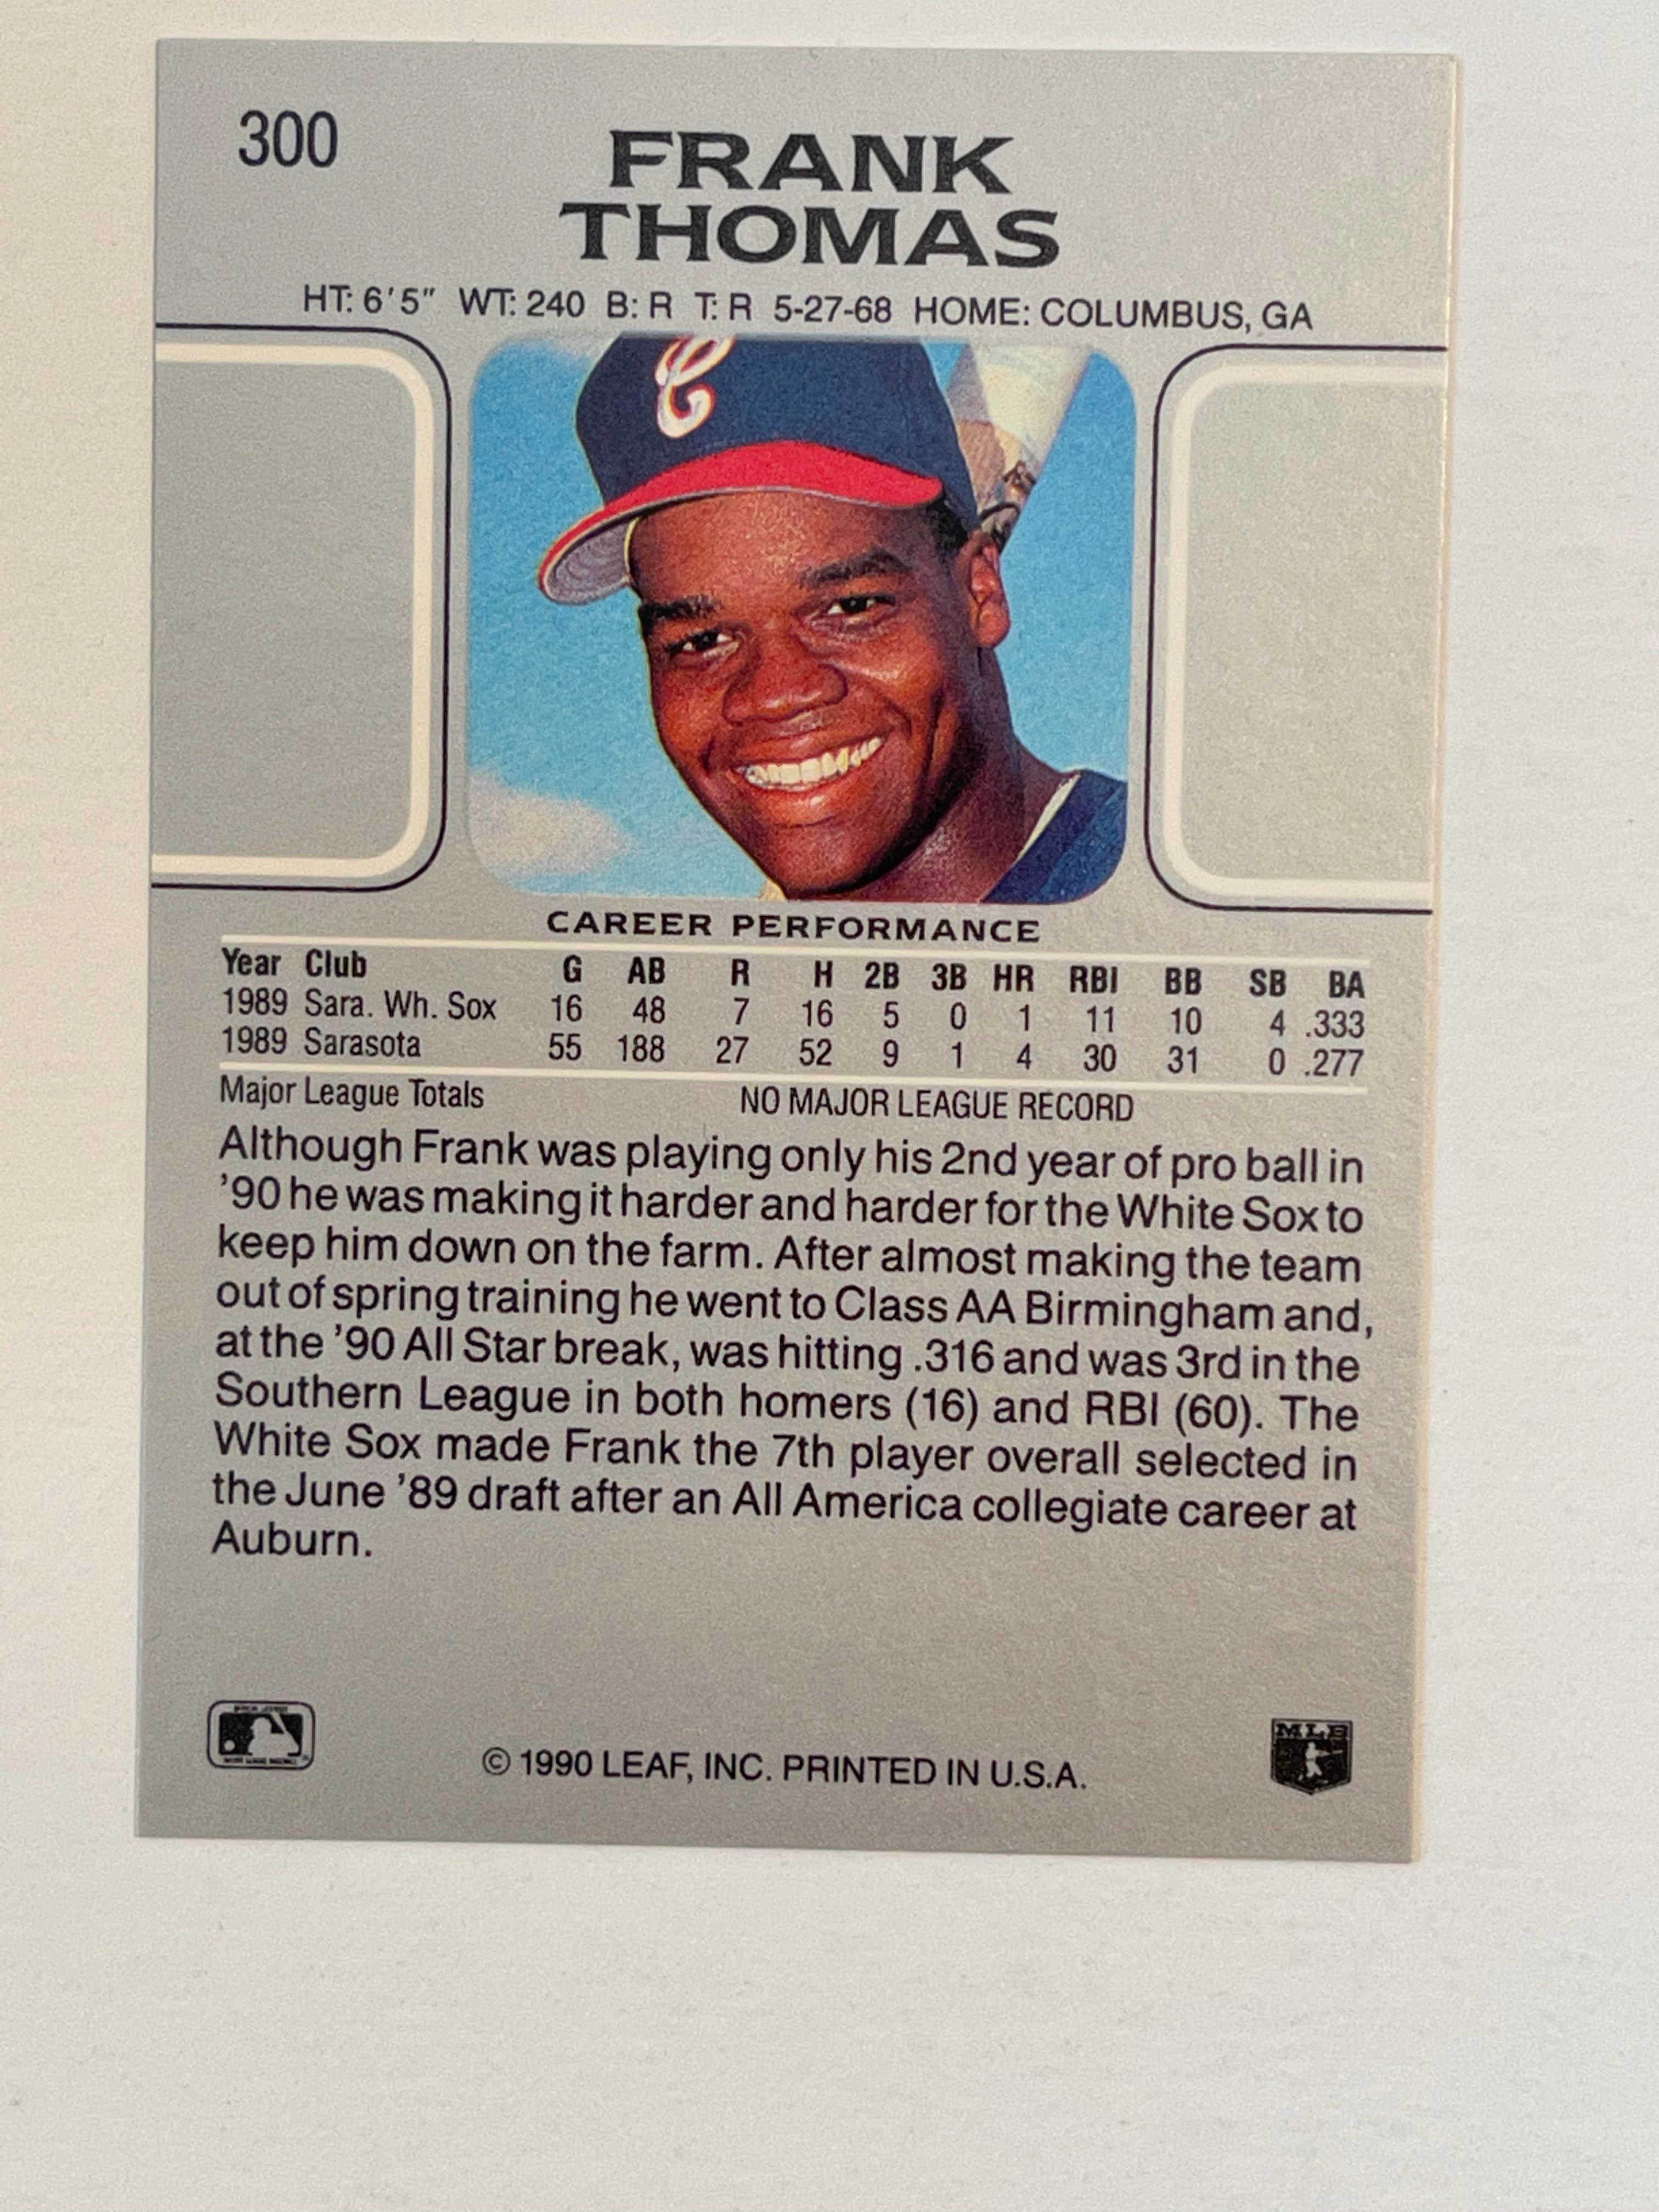 300
FRANK
THOMAS
HT: 6'5" WT: 240 B: R T: R 5-27-68 HOME: COLUMBUS, GA
C
CAREER PERFORMANCE
Year Club G AB R H 2B 3B HR RBI BB SB BA
1989 Sara. Wh. Sox 16 48 7 16 5 0 1 11 10 4 .333
1989 Sarasota 55 188 27 52 9 1 4 30 31 0 .277
Major League Totals NO MAJOR LEAGUE RECORD
Although Frank was playing only his 2nd year of pro ball in
'90 he was making it harder and harder for the White Sox to
keep him down on the farm. After almost making the team
out of spring training he went to Class AA Birmingham and,
at the '90 All Star break, was hitting .316 and was 3rd in the
Southern League in both homers (16) and RBI (60). The
White Sox made Frank the 7th player overall selected in
the June '89 draft after an All America collegiate career at
Auburn.
© 1990 LEAF, INC. PRINTED IN U.S.A.
MLB